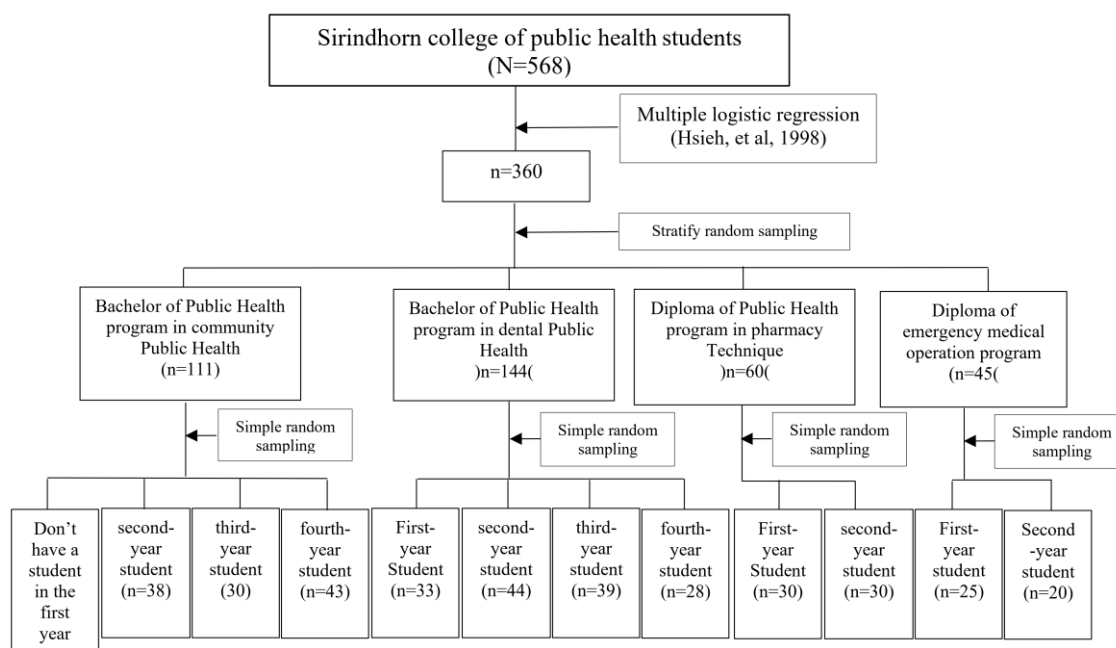 Sirindhorn college of public health students
(N=568)
Multiple logistic regression
(Hsieh, et al, 1998)
n=360
Stratify random sampling
Bachelor of Public Health
program in community
Public Health
(n=111)
Bachelor of Public Health
program in dental Public
Health
)n=144(
Diploma of Public Health
program in pharmacy
Technique
)n=60(
Diploma of
emergency medical
operation program
(n=45(
Simple random
sampling
Simple random
sampling
Simple random
sampling
Simple random
sampling
Don’t
have a
student
in the
first
year
second-
year
student
(n=38)
third-
year
student
(30)
fourth-
year
student
(n=43)
First-
year
Student
(n=33)
second-
year
student
(n=44)
third-
year
student
(n=39)
fourth-
year
student
(n=28)
First-
year
Student
(n=30)
second-
year
student
(n=30)
First-
year
student
(n=25)
Second
-year
student
(n=20)